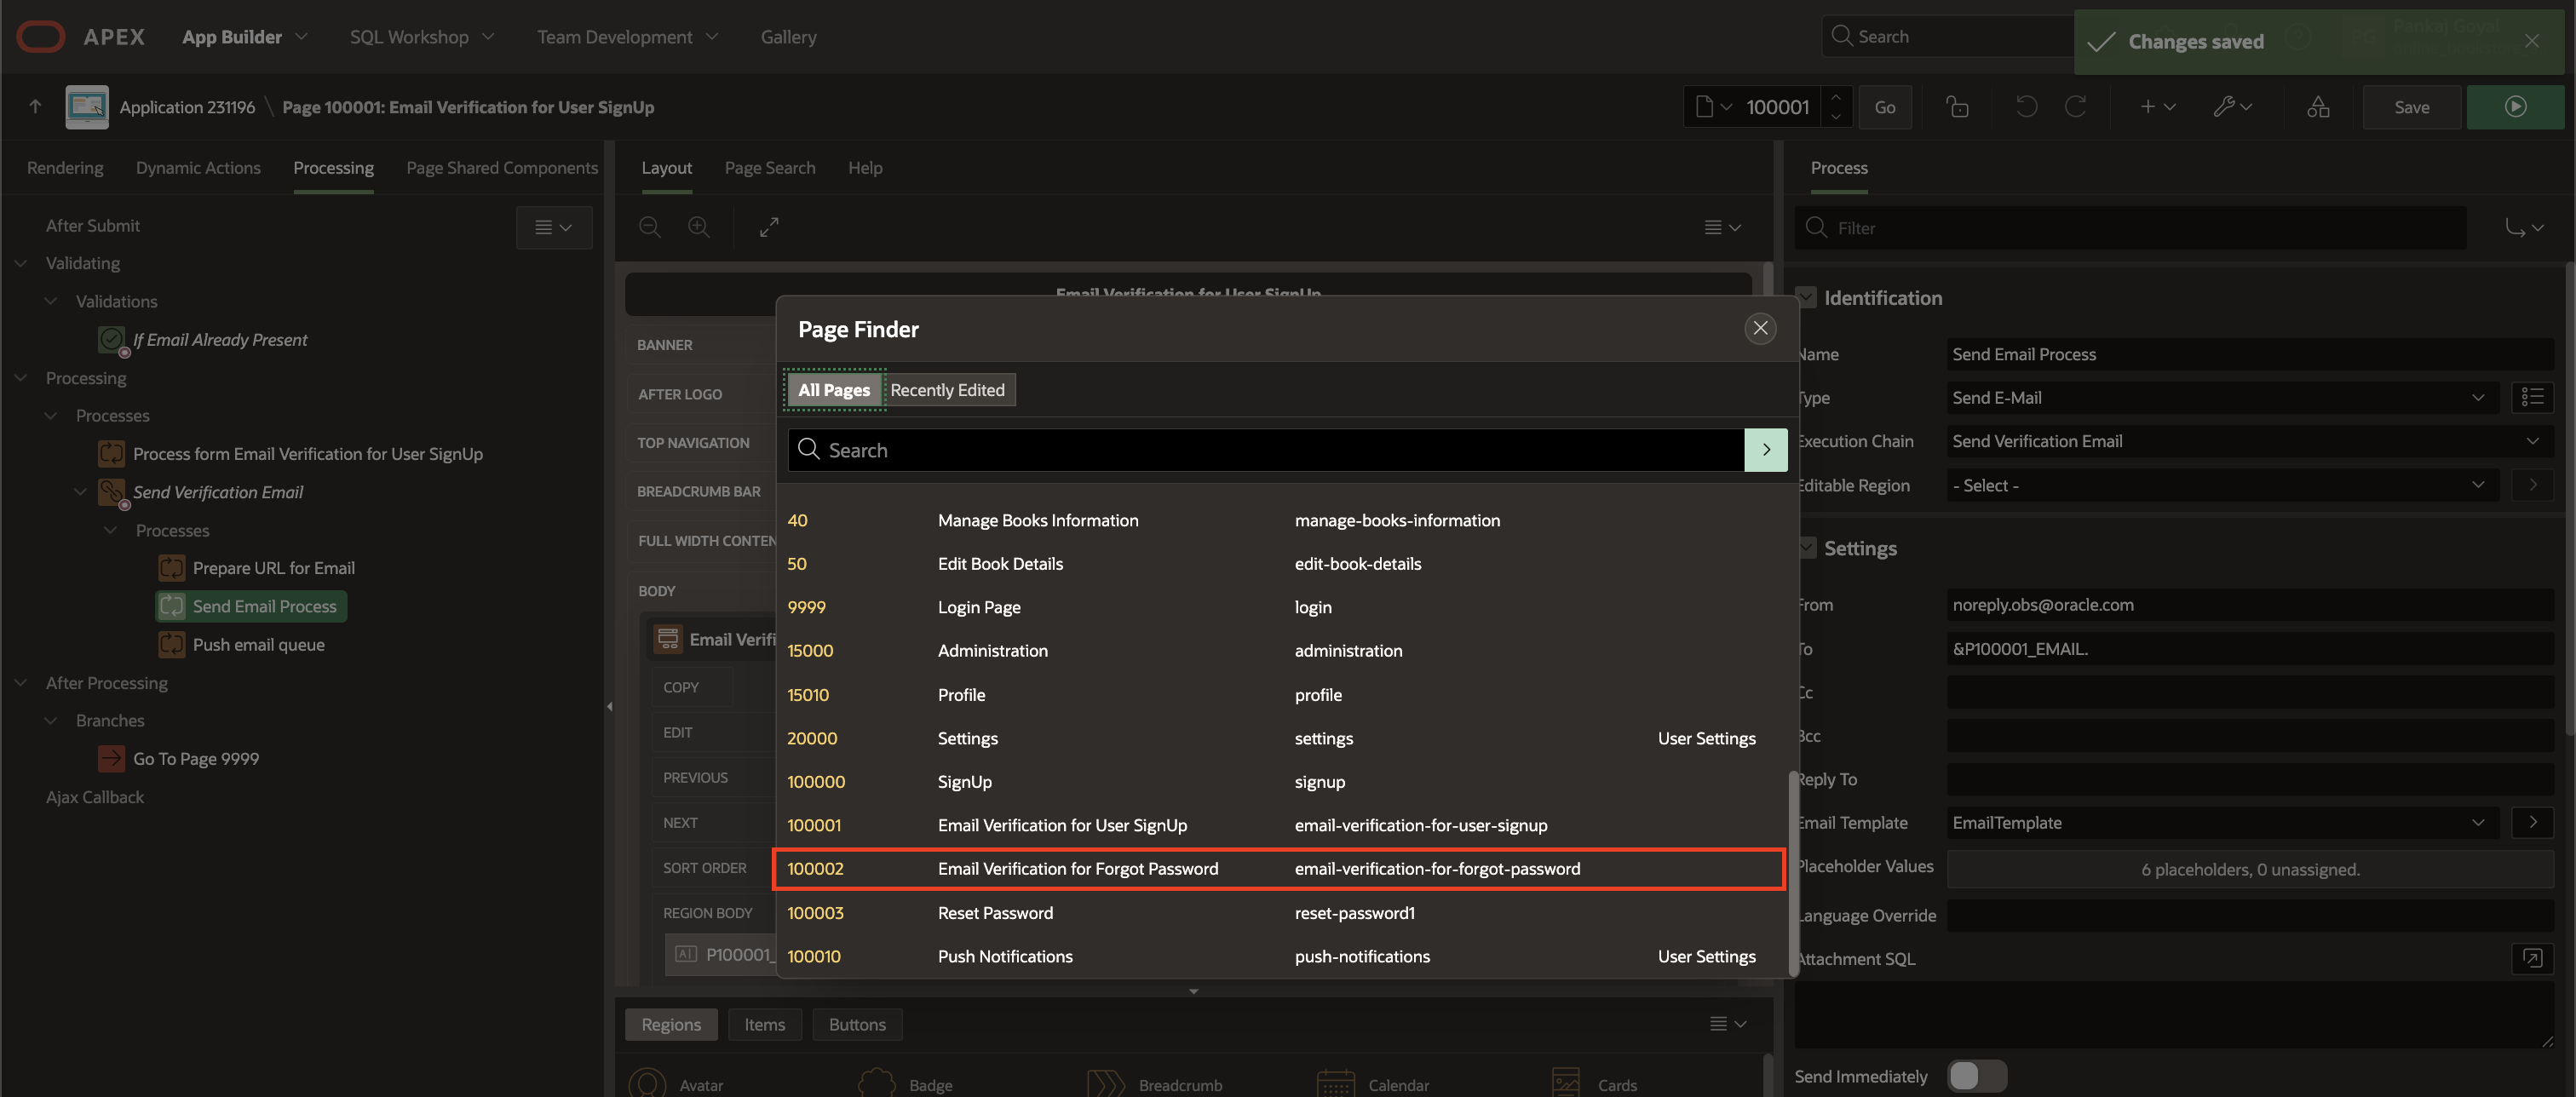 APEX App Builder SQL Workshop Team Development Gallery Search Changes saved
Application 231196 \ Page 100001: Email Verification for User SignUp 100001 Go Save
Rendering Dynamic Actions Processing Page Shared Components
After Submit
Validating
Validations
If Email Already Present
Processing
Processes
Process form Email Verification for User SignUp
Send Verification Email
Processes
Prepare URL for Email
Send Email Process
Push email queue
After Processing
Branches
Go To Page 9999
Ajax Callback
Layout Page Search Help
Email Verification for User SignUp
BANNER
AFTER LOGO
TOP NAVIGATION
BREADCRUMB BAR
FULL WIDTH CONTEN
BODY
Email Verifi
COPY
EDIT
PREVIOUS
NEXT
SORT ORDER
REGION BODY
P100001_
Page Finder
All Pages Recently Edited
Search
40 Manage Books Information manage-books-information
50 Edit Book Details edit-book-details
9999 Login Page login
15000 Administration administration
15010 Profile profile
20000 Settings settings User Settings
100000 SignUp signup
100001 Email Verification for User SignUp email-verification-for-user-signup
100002 Email Verification for Forgot Password email-verification-for-forgot-password
100003 Reset Password reset-password1
100010 Push Notifications push-notifications User Settings
Regions Items Buttons
Avatar Badge Breadcrumb Calendar Cards
Process
Filter
Identification
Name Send Email Process
Type Send E-Mail
Execution Chain Send Verification Email
Editable Region - Select -
Settings
From noreply.obs@oracle.com
To &P100001_EMAIL.
Cc
Bcc
Reply To
Email Template EmailTemplate
Placeholder Values 6 placeholders, 0 unassigned.
Language Override
Attachment SQL
Send Immediately